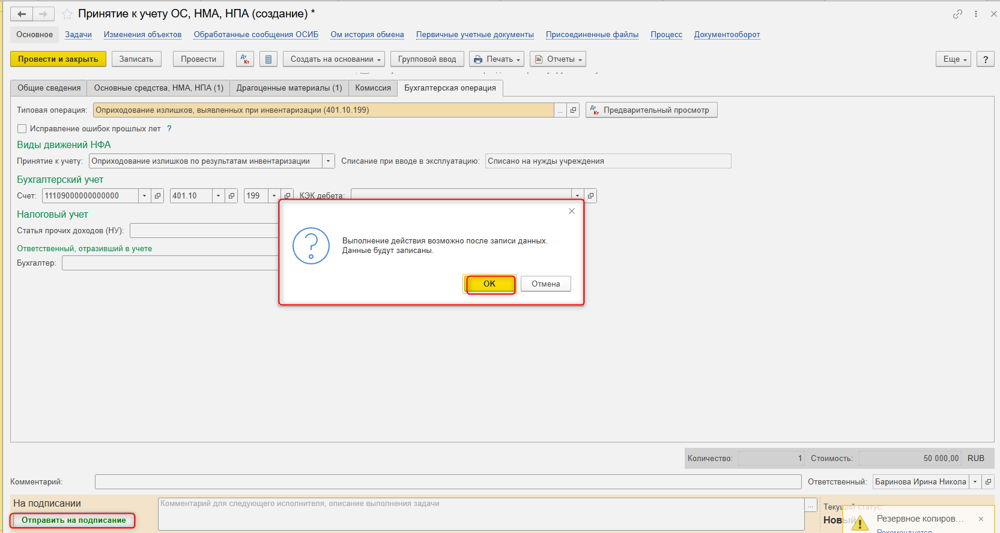 Принятие к учету ОС, НМА, НПА (создание) *
Основное Задачи Изменения объектов Обработанные сообщения ОСИБ Ом история обмена Первичные учетные документы Присоединенные файлы Процесс Документооборот
Провести и закрыть Записать Провести Дт Кт Создать на основании Групповой ввод Печать Отчеты Еще ?
Общие сведения Основные средства, НМА, НПА (1) Драгоценные материалы (1) Комиссия Бухгалтерская операция
Типовая операция: Оприходование излишков, выявленных при инвентаризации (401.10.199) ... Дт Кт Предварительный просмотр
Исправление ошибок прошлых лет ?
Виды движений НФА
Принятие к учету: Оприходование излишков по результатам инвентаризации Списание при вводе в эксплуатацию: Списано на нужды учреждения
Бухгалтерский учет
Счет: 11109000000000000 401.10 199 КЭК дебета:
Налоговый учет
Статья прочих доходов (НУ):
Ответственный, отразивший в учете
Бухгалтер:
Выполнение действия возможно после записи данных.
Данные будут записаны.
OK Отмена
Количество: 1 Стоимость: 50 000,00 RUB
Комментарий: Ответственный: Баринова Ирина Никола
На подписании Комментарий для следующего исполнителя, описание выполнения задачи ... Текущий статус:
Отправить на подписание Новый Резервное копиров...
Рекомендуется